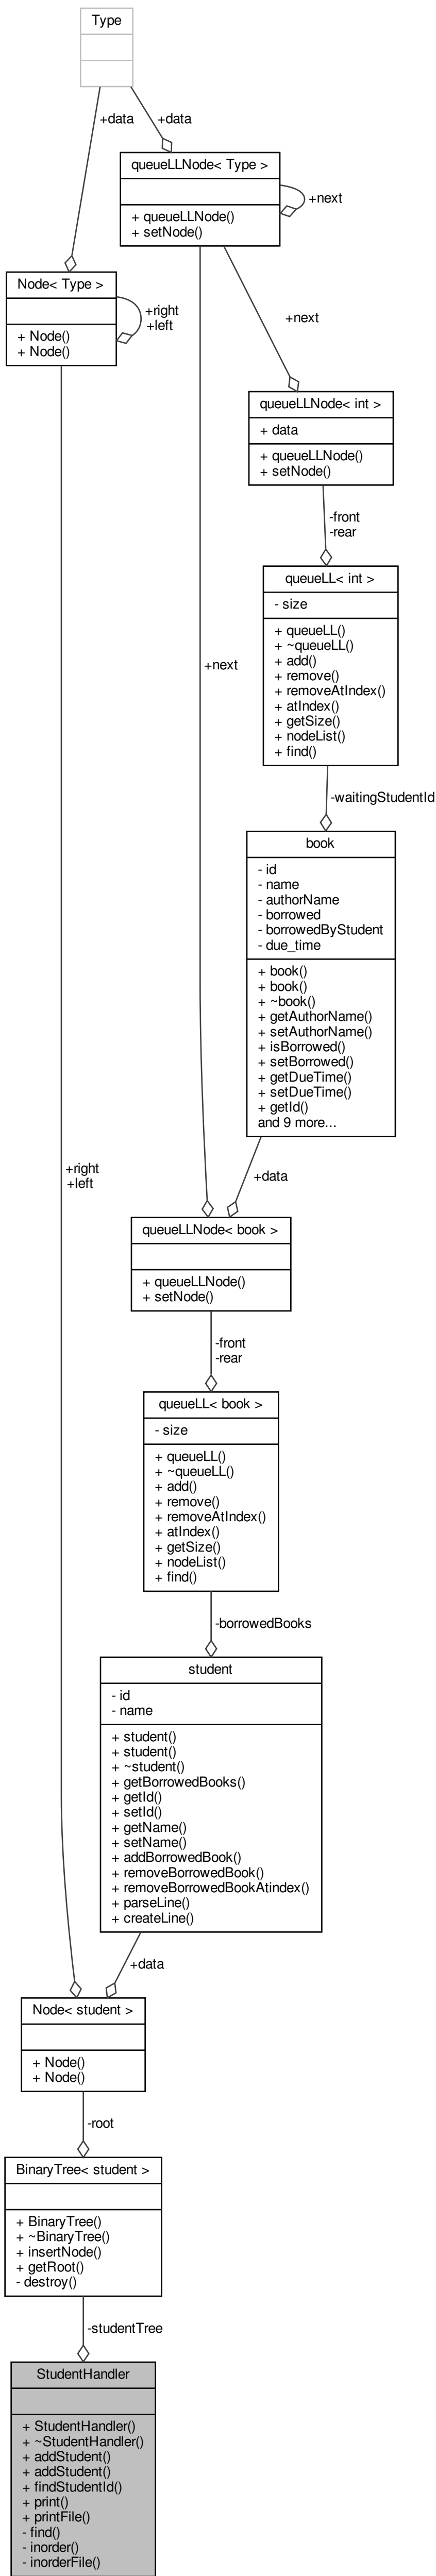 Type
+data
+data
queueLLNode< Type >
+ queueLLNode()
+ setNode()
+next
Node< Type >
+ Node()
+ Node()
+right
+left
+next
queueLLNode< int >
+ data
+ queueLLNode()
+ setNode()
-front
-rear
queueLL< int >
- size
+ queueLL()
+ ~queueLL()
+ add()
+ remove()
+ removeAtIndex()
+ atIndex()
+ getSize()
+ nodeList()
+ find()
+next
-waitingStudentId
book
- id
- name
- authorName
- borrowed
- borrowedByStudent
- due_time
+ book()
+ book()
+ ~book()
+ getAuthorName()
+ setAuthorName()
+ isBorrowed()
+ setBorrowed()
+ getDueTime()
+ setDueTime()
+ getId()
and 9 more...
+right
+left
+data
queueLLNode< book >
+ queueLLNode()
+ setNode()
-front
-rear
queueLL< book >
- size
+ queueLL()
+ ~queueLL()
+ add()
+ remove()
+ removeAtIndex()
+ atIndex()
+ getSize()
+ nodeList()
+ find()
-borrowedBooks
student
- id
- name
+ student()
+ student()
+ ~student()
+ getBorrowedBooks()
+ getId()
+ setId()
+ getName()
+ setName()
+ addBorrowedBook()
+ removeBorrowedBook()
+ removeBorrowedBookAtindex()
+ parseLine()
+ createLine()
+data
Node< student >
+ Node()
+ Node()
-root
BinaryTree< student >
+ BinaryTree()
+ ~BinaryTree()
+ insertNode()
+ getRoot()
- destroy()
-studentTree
StudentHandler
+ StudentHandler()
+ ~StudentHandler()
+ addStudent()
+ addStudent()
+ findStudentId()
+ print()
+ printFile()
- find()
- inorder()
- inorderFile()